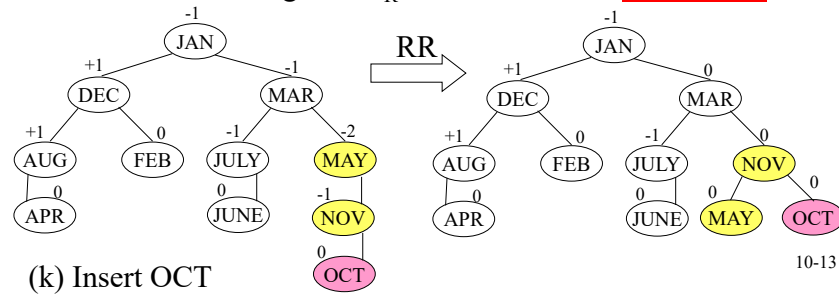 -1 -1
JAN RR JAN
+1 -1 +1 0
DEC MAR DEC MAR
+1 0 -1 -2 +1 0 -1 0
AUG FEB JULY MAY AUG FEB JULY NOV
0 0 -1 0 0 0 0
APR JUNE NOV APR JUNE MAY OCT
0
OCT
(k) Insert OCT
10-13